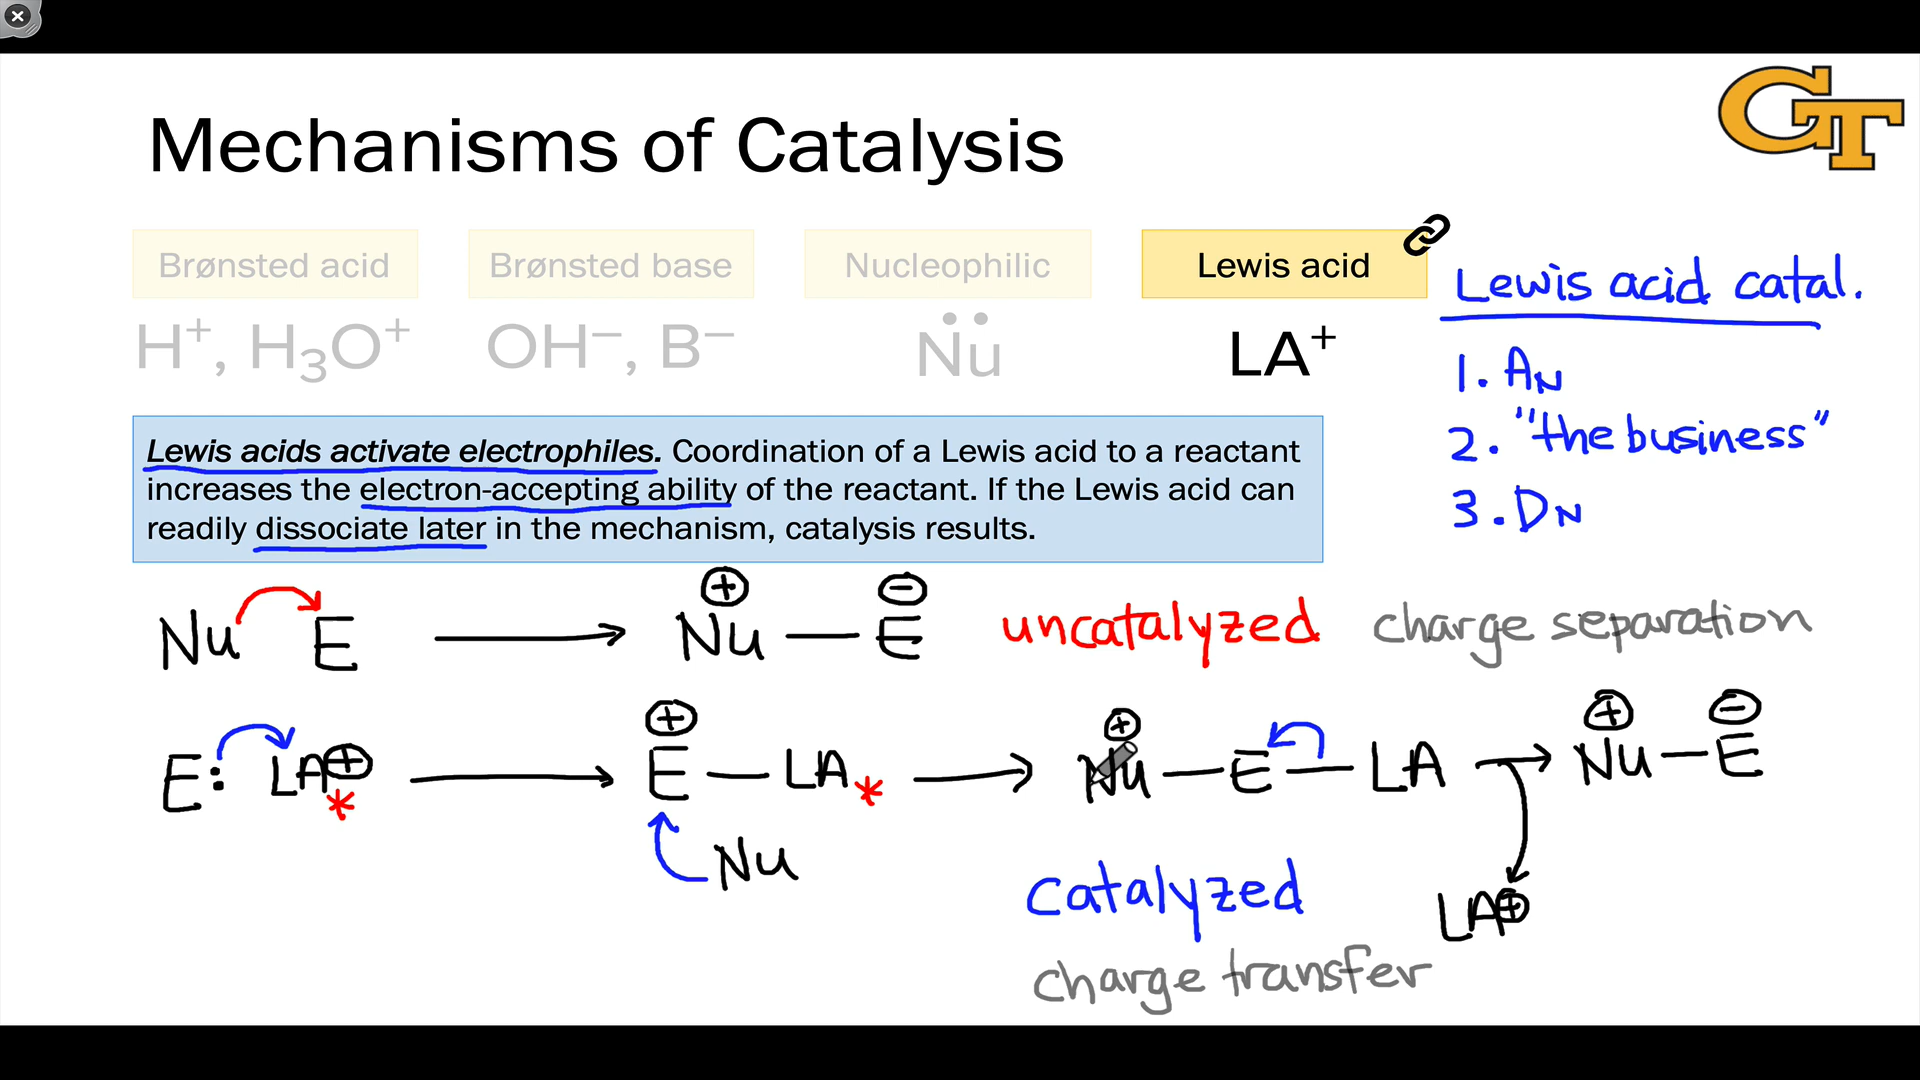 GT
Mechanisms of Catalysis
Brønsted acid
Brønsted base
Nucleophilic
Lewis acid
H⁺, H₃O⁺
OH⁻, B⁻
N̈ü
LA⁺
Lewis acid catal.
1. A_N
2. "the business"
3. D_N
Lewis acids activate electrophiles. Coordination of a Lewis acid to a reactant
increases the electron-accepting ability of the reactant. If the Lewis acid can
readily dissociate later in the mechanism, catalysis results.
Nu E ⟶ Nu⊕ — E⊖ uncatalyzed charge separation
E: LA⊕* ⟶ E⊕ — LA* ⟶ Nu⊕ — E — LA ⟶ Nu⊕ — E⊖
Nu
LA⊕
catalyzed
charge transfer